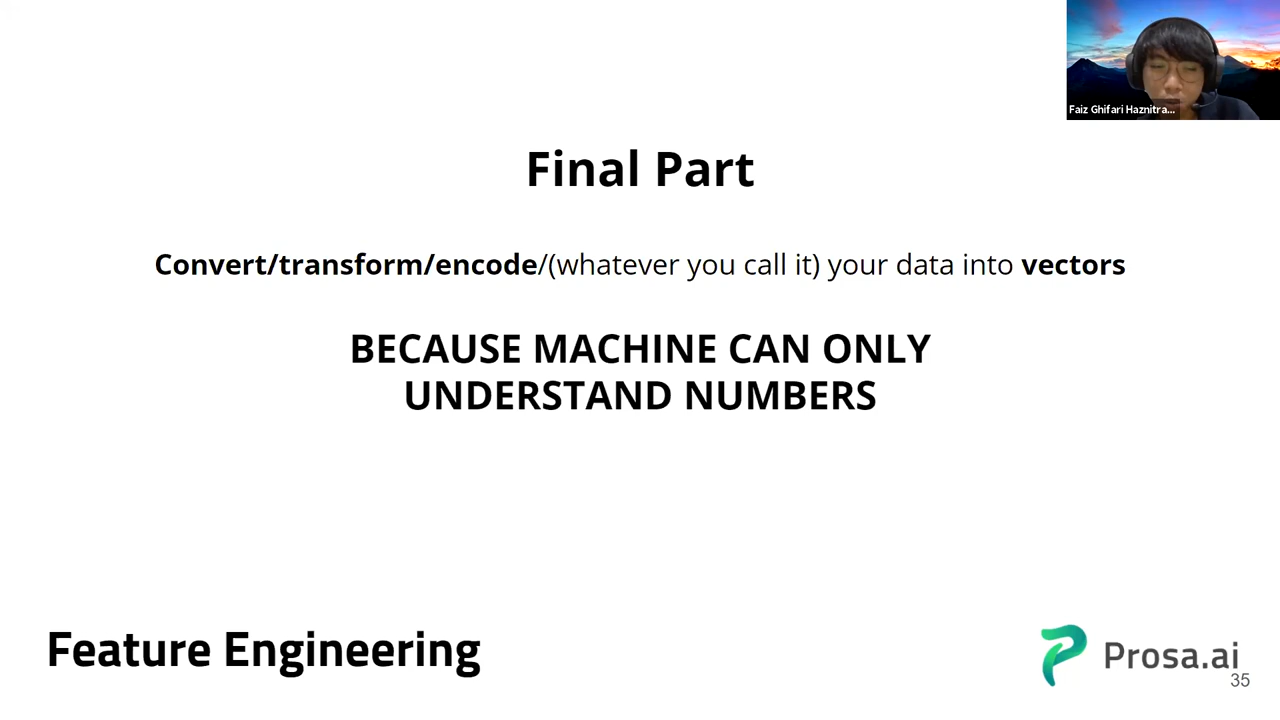 Faiz Ghifari Haznitra...
Final Part
Convert/transform/encode/(whatever you call it) your data into vectors
BECAUSE MACHINE CAN ONLY
UNDERSTAND NUMBERS
Feature Engineering
Prosa.ai
35